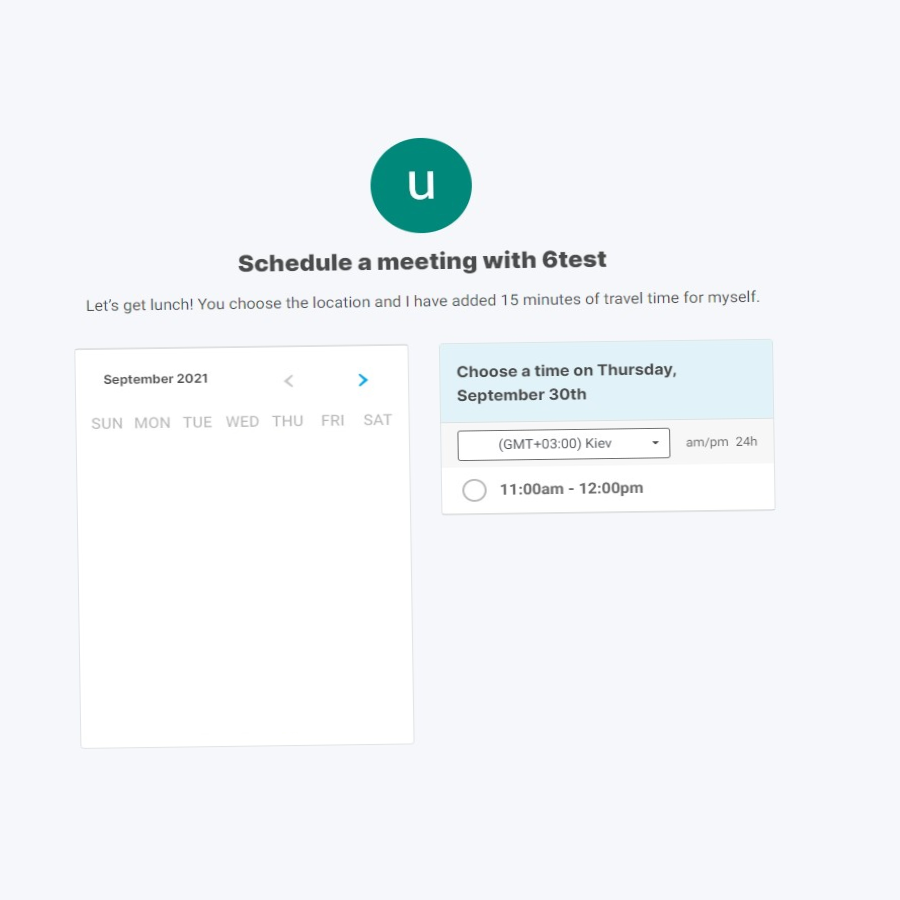 u
Schedule a meeting with 6test
Let's get lunch! You choose the location and I have added 15 minutes of travel time for myself.
September 2021
SUN MON TUE WED THU FRI SAT
Choose a time on Thursday,
September 30th
(GMT+03:00) Kiev
am/pm 24h
11:00am - 12:00pm